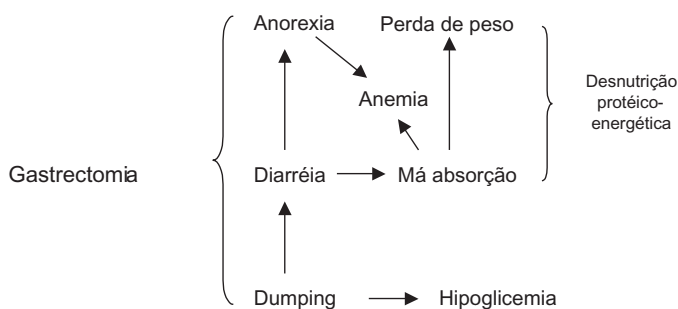 Anorexia
Perda de peso
Anemia
Desnutrição
protéico-
energética
Gastrectomia
Diarréia
Má absorção
Dumping
Hipoglicemia